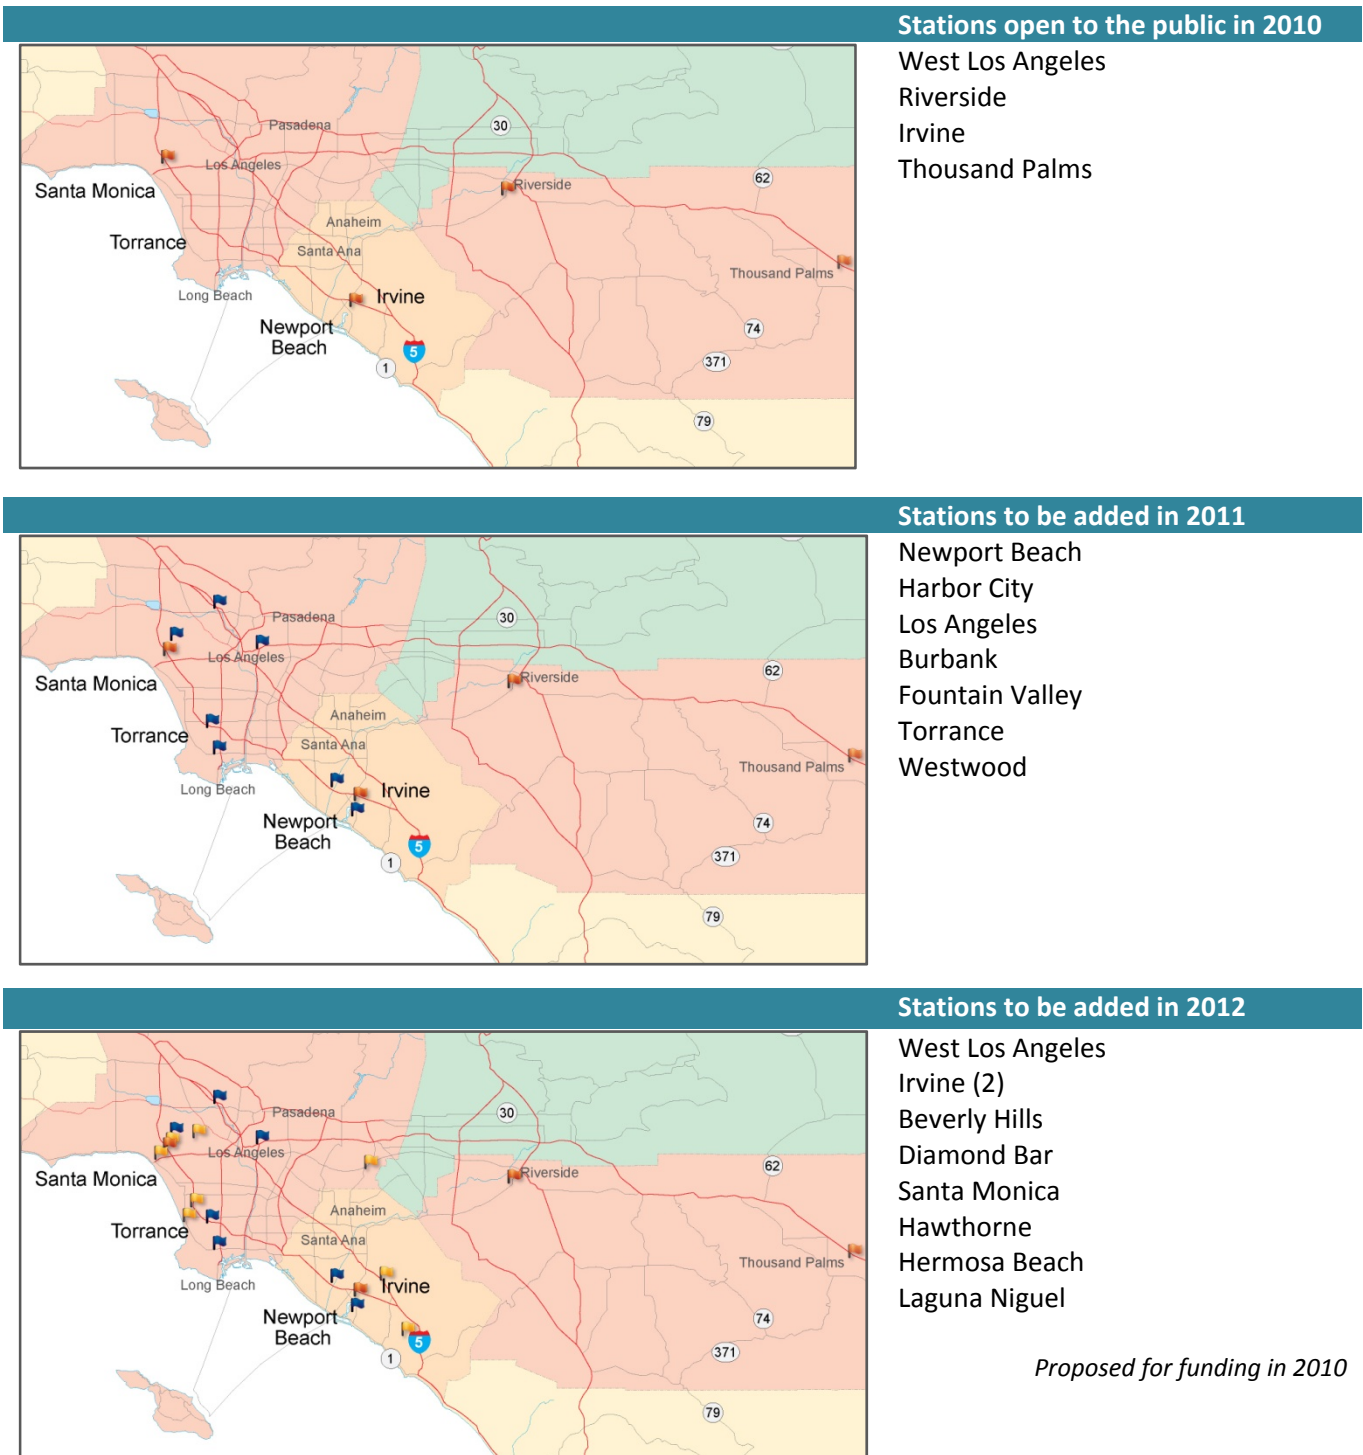 Stations open to the public in 2010
West Los Angeles
Riverside
Irvine
Thousand Palms
Pasadena
30
Los Angeles
Santa Monica
Riverside
62
Anaheim
Torrance
Santa Ana
Thousand Palms
Long Beach
Irvine
Newport
Beach
74
5
371
1
79
Stations to be added in 2011
Newport Beach
Harbor City
Los Angeles
Burbank
Fountain Valley
Torrance
Westwood
Pasadena
30
Los Angeles
Santa Monica
Riverside
62
Anaheim
Torrance
Santa Ana
Thousand Palms
Long Beach
Irvine
Newport
Beach
74
5
371
1
79
Stations to be added in 2012
West Los Angeles
Irvine (2)
Beverly Hills
Diamond Bar
Santa Monica
Hawthorne
Hermosa Beach
Laguna Niguel
Proposed for funding in 2010
Pasadena
30
Los Angeles
Santa Monica
Riverside
62
Anaheim
Torrance
Santa Ana
Thousand Palms
Long Beach
Irvine
Newport
Beach
74
5
371
1
79